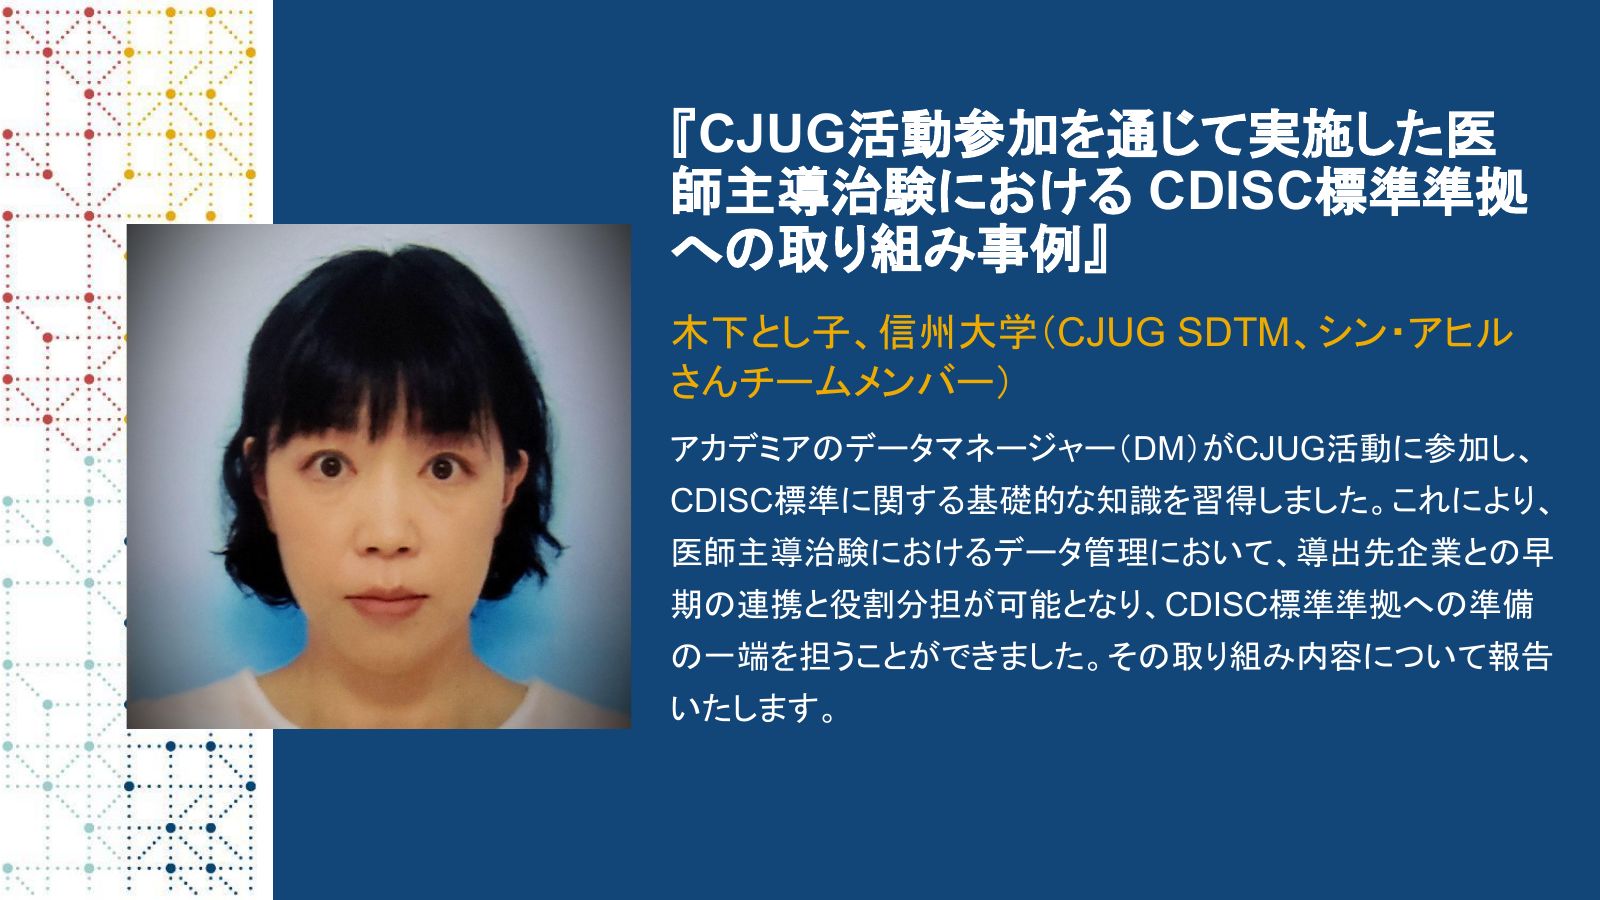 『CJUG活動参加を通じて実施した医
師主導治験における CDISC標準準拠
への取り組み事例』
木下とし子、信州大学（CJUG SDTM、シン・アヒル
さんチームメンバー）
アカデミアのデータマネージャー（DM）がCJUG活動に参加し、
CDISC標準に関する基礎的な知識を習得しました。これにより、
医師主導治験におけるデータ管理において、導出先企業との早
期の連携と役割分担が可能となり、CDISC標準準拠への準備
の一端を担うことができました。その取り組み内容について報告
いたします。